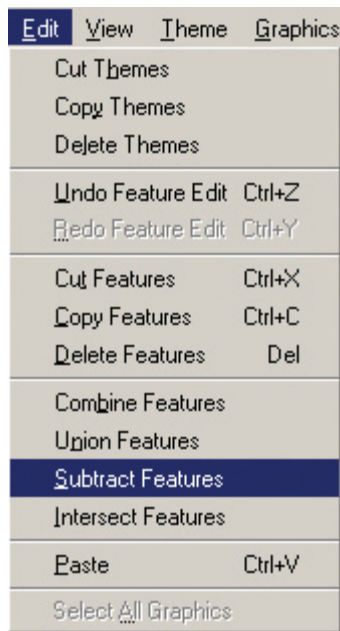 Edit View Theme Graphics
Cut Themes
Copy Themes
Delete Themes
Undo Feature Edit Ctrl+Z
Redo Feature Edit Ctrl+Y
Cut Features Ctrl+X
Copy Features Ctrl+C
Delete Features Del
Combine Features
Union Features
Subtract Features
Intersect Features
Paste Ctrl+V
Select All Graphics